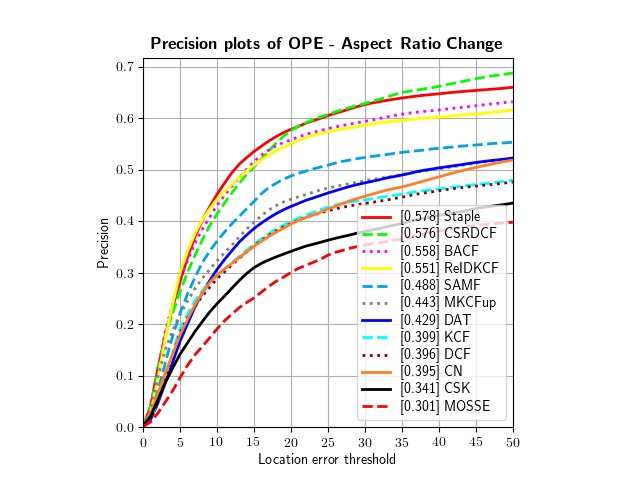 Precision plots of OPE - Aspect Ratio Change
Precision
0.7
0.6
0.5
0.4
0.3
0.2
0.1
0.0
[0.578] Staple
[0.576] CSRDCF
[0.558] BACF
[0.551] ReIDKCF
[0.488] SAMF
[0.443] MKCFup
[0.429] DAT
[0.399] KCF
[0.396] DCF
[0.395] CN
[0.341] CSK
[0.301] MOSSE
0 5 10 15 20 25 30 35 40 45 50
Location error threshold